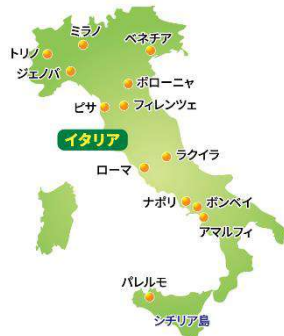 ミラノ
ベネチア
トリノ
ジェノバ
ボローニャ
ピサ
フィレンツェ
イタリア
ラクイラ
ローマ
ナポリ
ポンペイ
アマルフィ
パレルモ
シチリア島